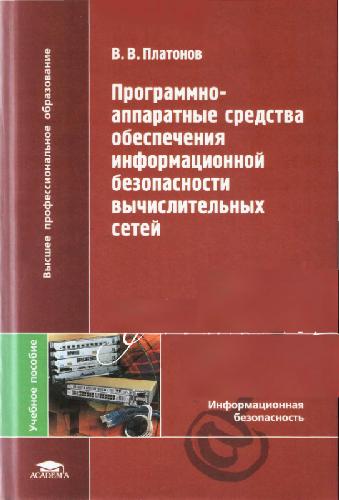 В. В. Платонов
Программно-
аппаратные средства
обеспечения
информационной
безопасности
вычислительных
сетей
Высшее профессиональное образование
Учебное пособие
Информационная
безопасность
ACADEMA